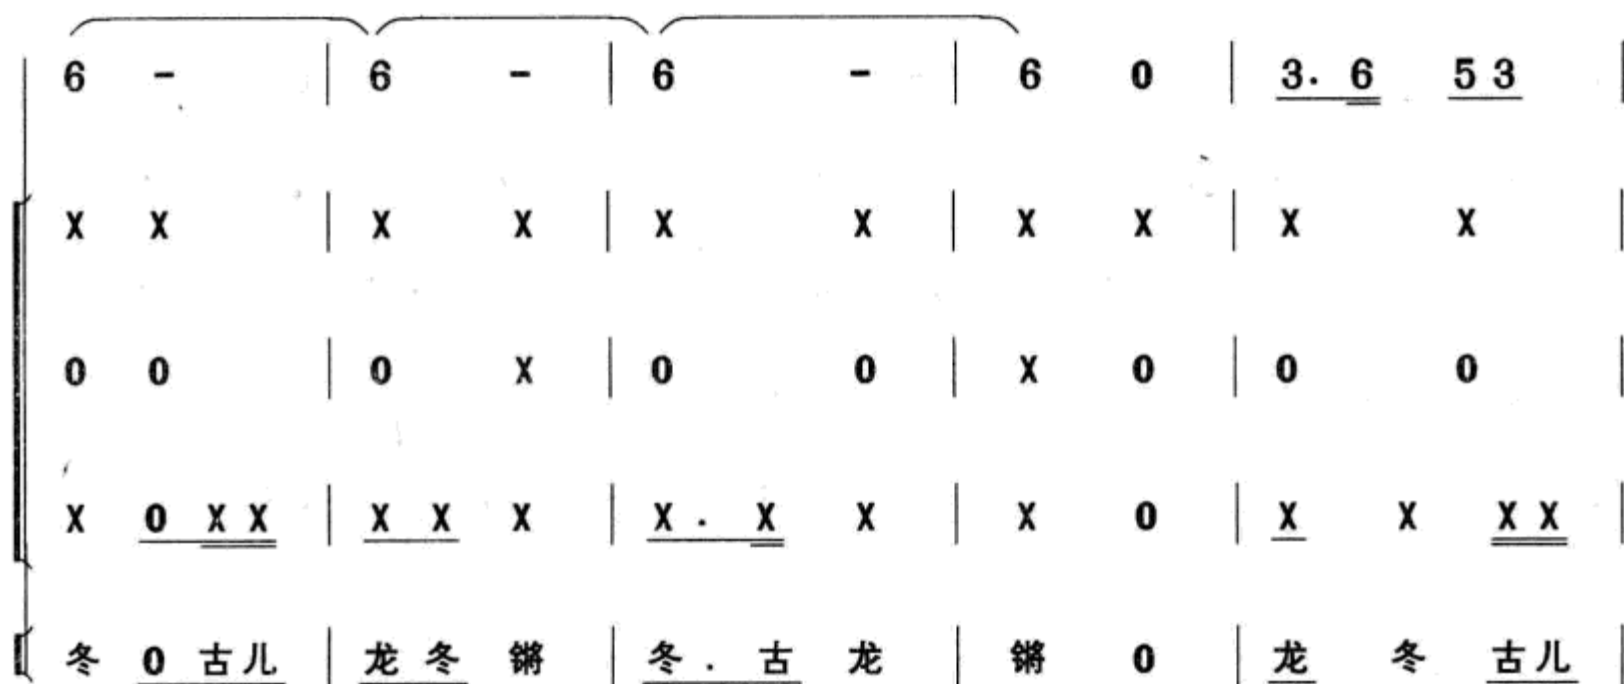 6 - | 6 - | 6 - | 6 0 | 3. 6 5 3 |
X X | X X | X X | X X | X X |
0 0 | 0 X | 0 0 | X 0 | 0 0 |
X 0 X X | X X X | X . X X | X 0 | X X X X |
冬 0 古儿 | 龙 冬 锵 | 冬 . 古 龙 | 锵 0 | 龙 冬 古儿 |